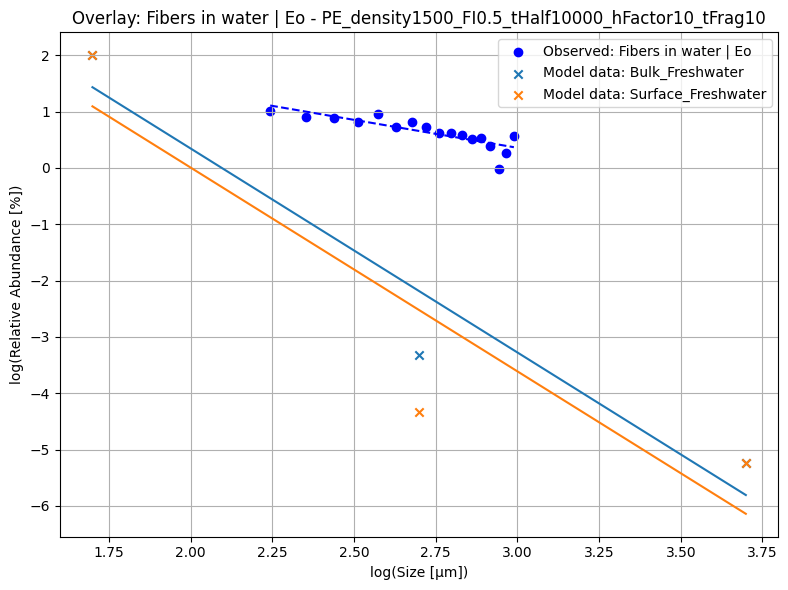 Overlay: Fibers in water | Eo - PE_density1500_FI0.5_tHalf10000_hFactor10_tFrag10
Observed: Fibers in water | Eo
Model data: Bulk_Freshwater
Model data: Surface_Freshwater
log(Relative Abundance [%])
2
1
0
−1
−2
−3
−4
−5
−6
1.75 2.00 2.25 2.50 2.75 3.00 3.25 3.50 3.75
log(Size [μm])